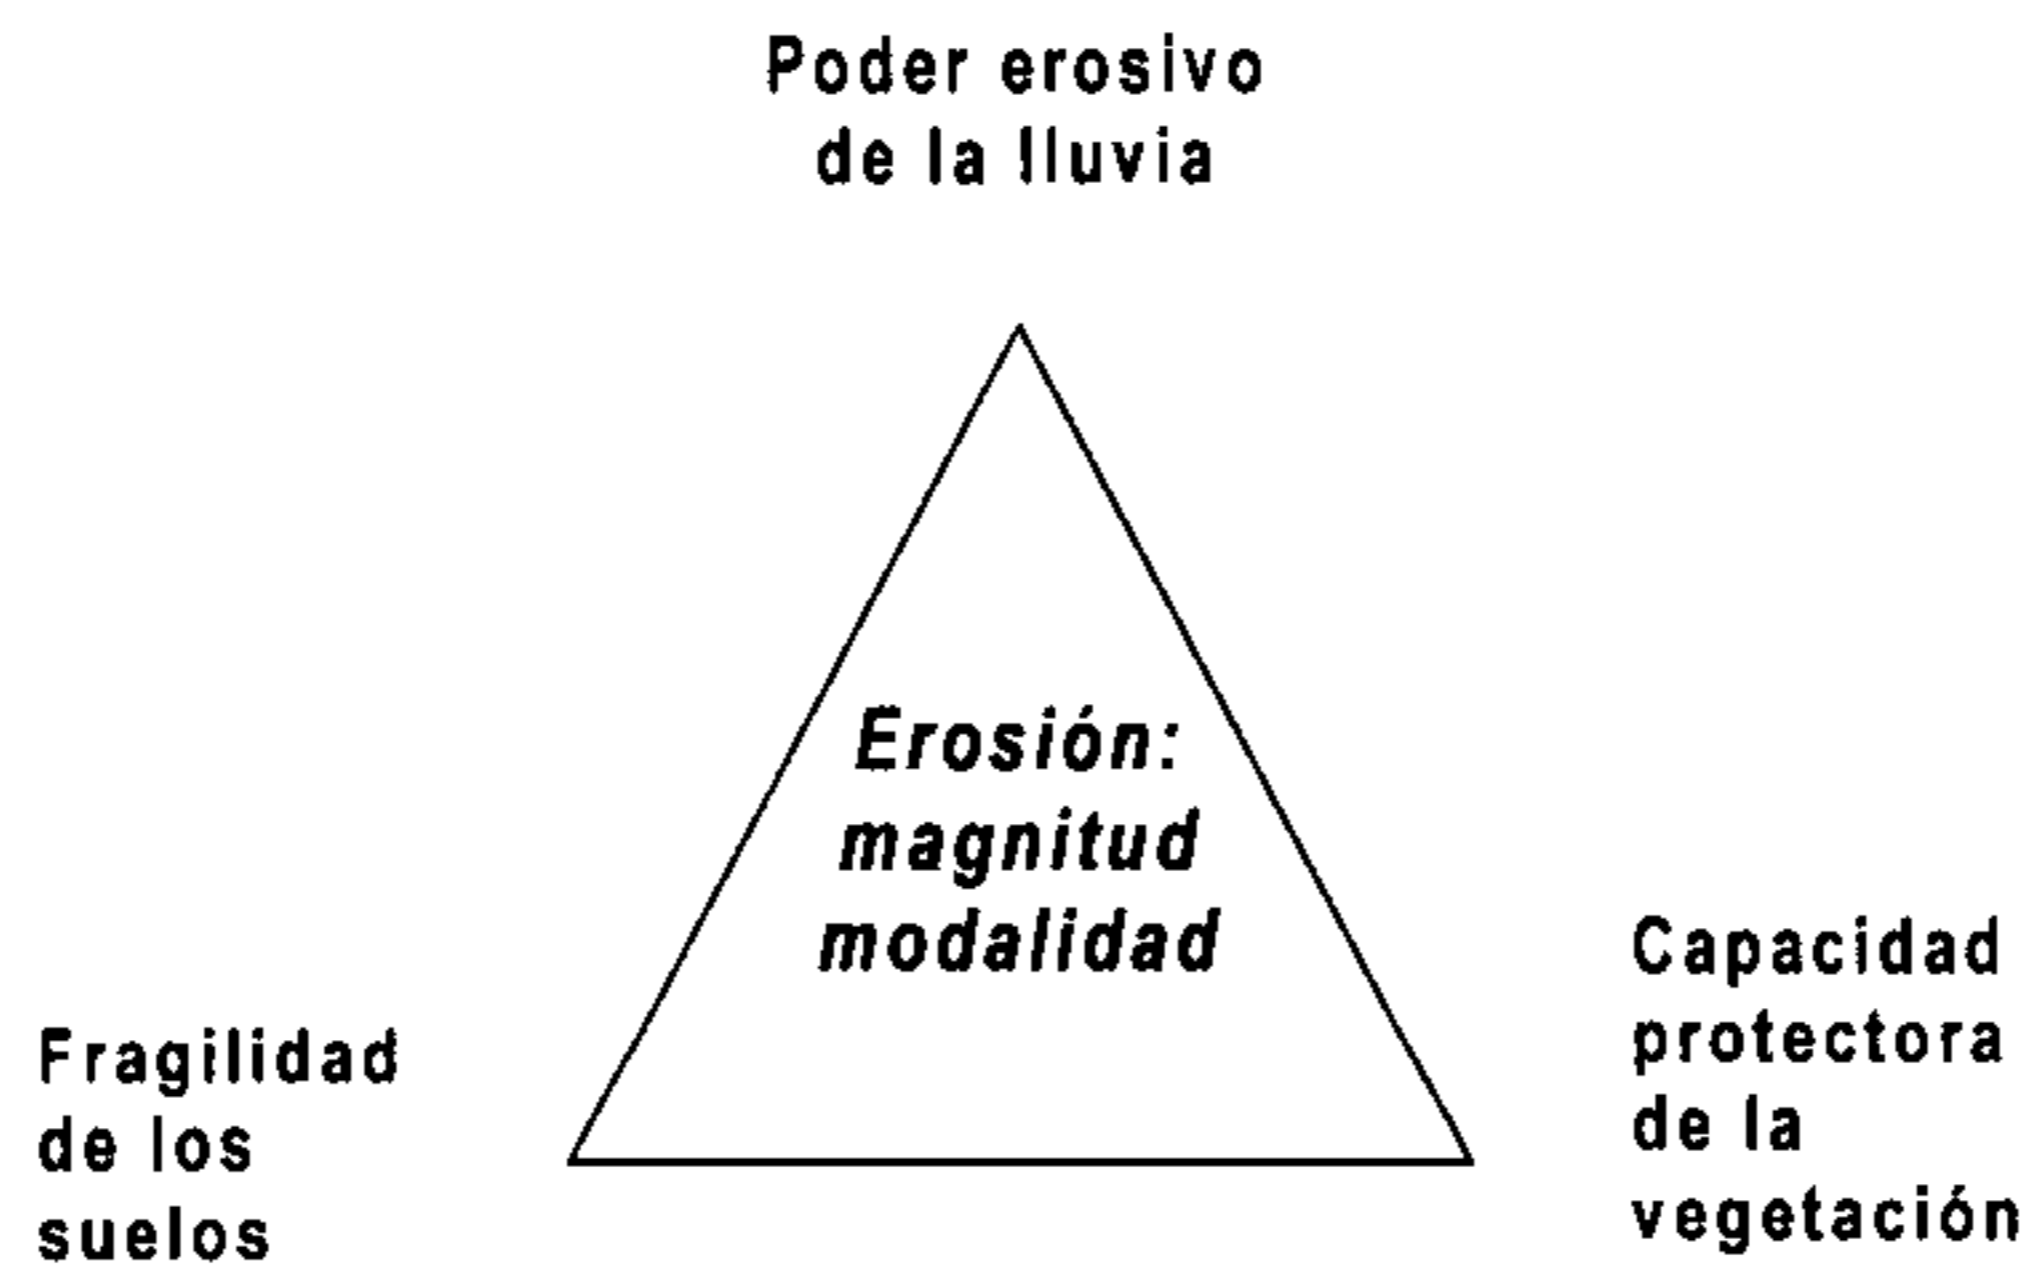 Poder erosivo
de la lluvia
Erosión:
magnitud
modalidad
Fragilidad
de los
suelos
Capacidad
protectora
de la
vegetación